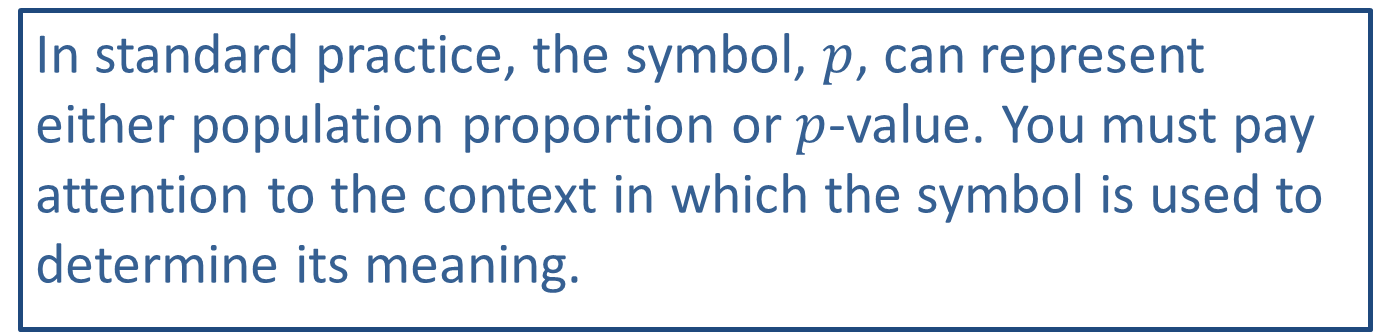 In standard practice, the symbol, p, can represent
either population proportion or p-value. You must pay
attention to the context in which the symbol is used to
determine its meaning.